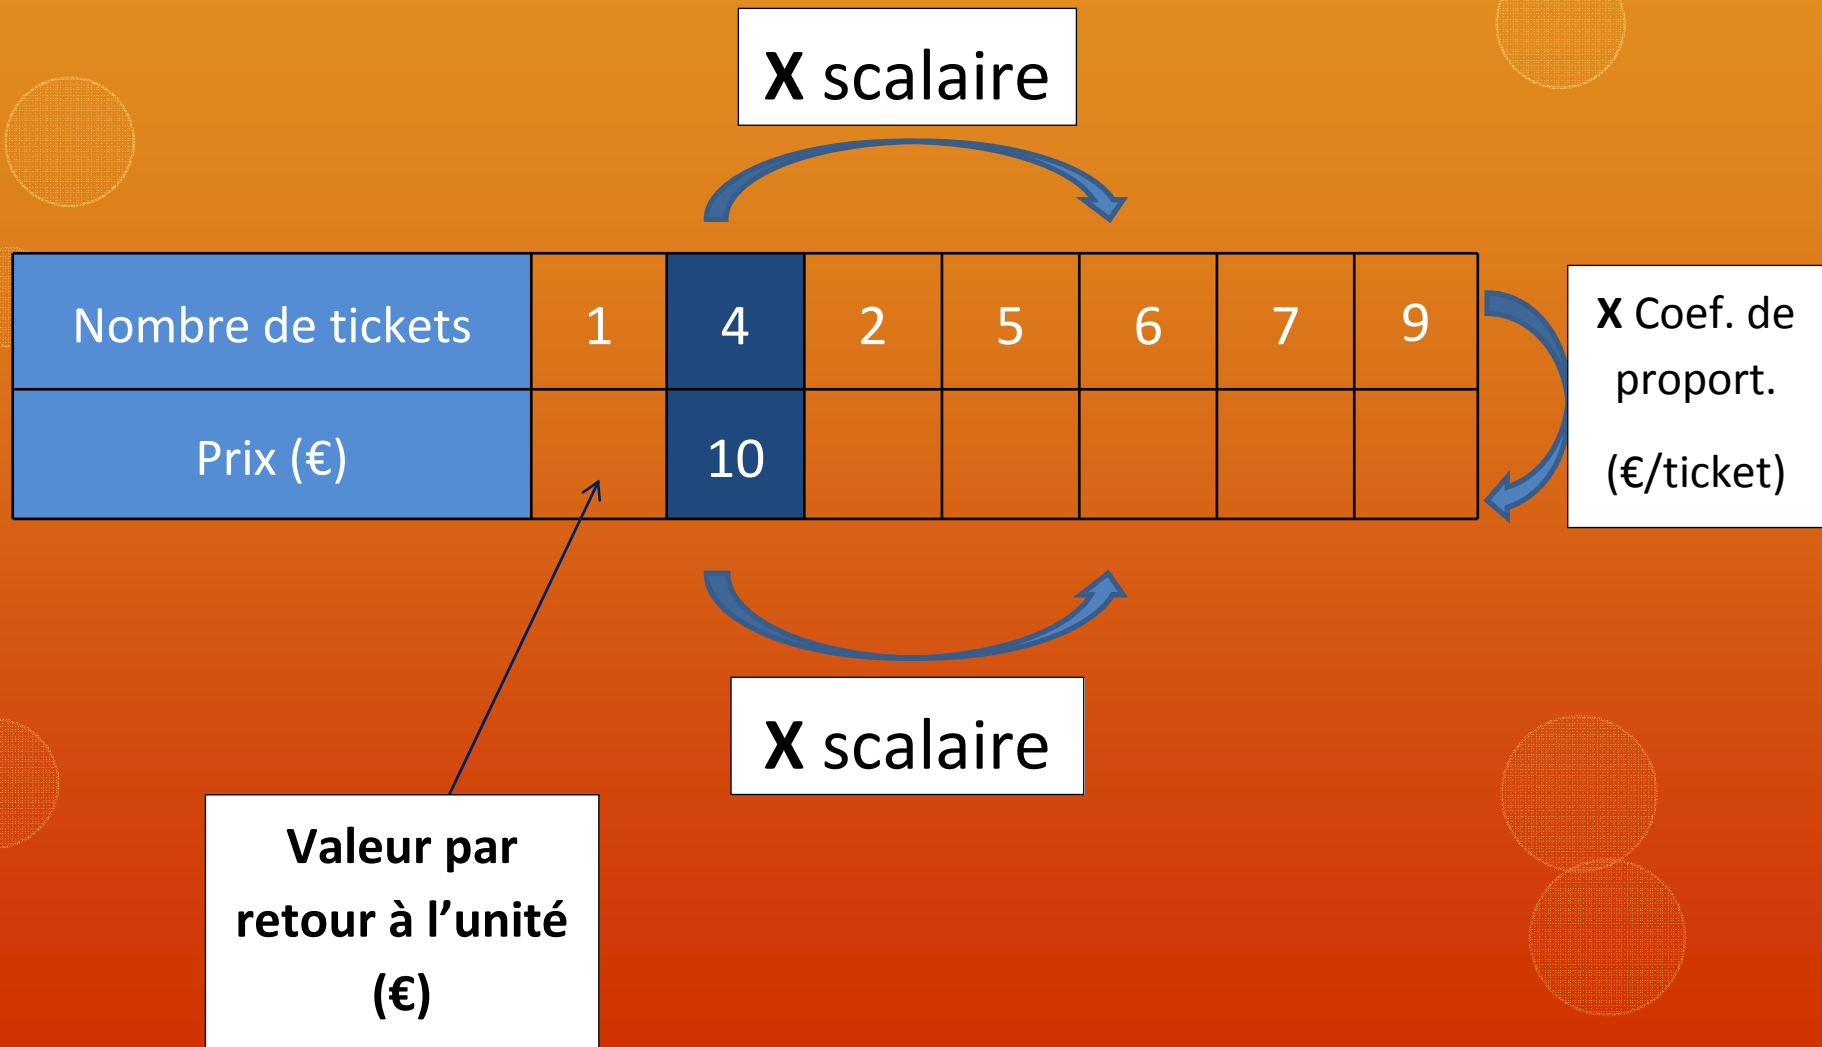 X scalaire
Nombre de tickets 1 4 2 5 6 7 9
Prix (€) 10
X Coef. de
proport.
(€/ticket)
X scalaire
Valeur par
retour à l’unité
(€)